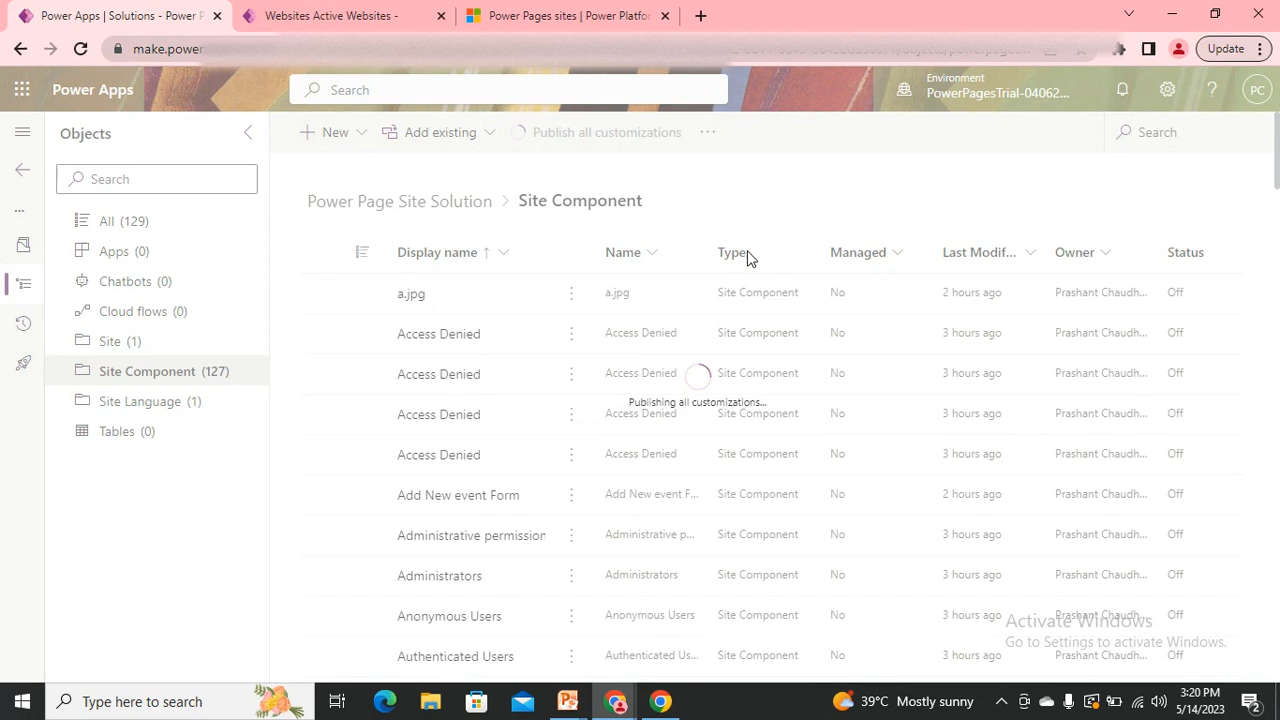 Power Apps | Solutions - Power P
Websites Active Websites -
Power Pages sites | Power Platfo
make.power
Update
Power Apps
Search
Environment
PowerPagesTrial-04062...
PC
Objects
New
Add existing
Publish all customizations
Search
Search
Power Page Site Solution > Site Component
All (129)
Apps (0)
Chatbots (0)
Cloud flows (0)
Site (1)
Site Component (127)
Site Language (1)
Tables (0)
Display name Name Type Managed Last Modif... Owner Status
a.jpg a.jpg Site Component No 2 hours ago Prashant Chaudh... Off
Access Denied Access Denied Site Component No 3 hours ago Prashant Chaudh... Off
Access Denied Access Denied Site Component No 3 hours ago Prashant Chaudh... Off
Publishing all customizations...
Access Denied Access Denied Site Component No 3 hours ago Prashant Chaudh... Off
Access Denied Access Denied Site Component No 3 hours ago Prashant Chaudh... Off
Add New event Form Add New event F... Site Component No 2 hours ago Prashant Chaudh... Off
Administrative permission Administrative p... Site Component No 3 hours ago Prashant Chaudh... Off
Administrators Administrators Site Component No 3 hours ago Prashant Chaudh... Off
Anonymous Users Anonymous Users Site Component No 3 hours ago Prashant Chaudh... Off
Authenticated Users Authenticated Us... Site Component No 3 hours ago Prashant Chaudh... Off
Activate Windows
Go to Settings to activate Windows.
Type here to search
39°C Mostly sunny
3:20 PM
5/14/2023
2